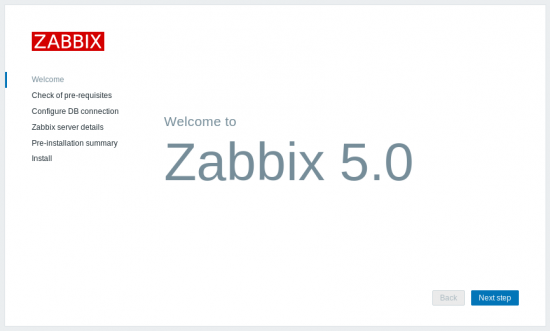 ZABBIX
Welcome
Check of pre-requisites
Configure DB connection
Zabbix server details
Pre-installation summary
Install
Welcome to
Zabbix 5.0
Back
Next step